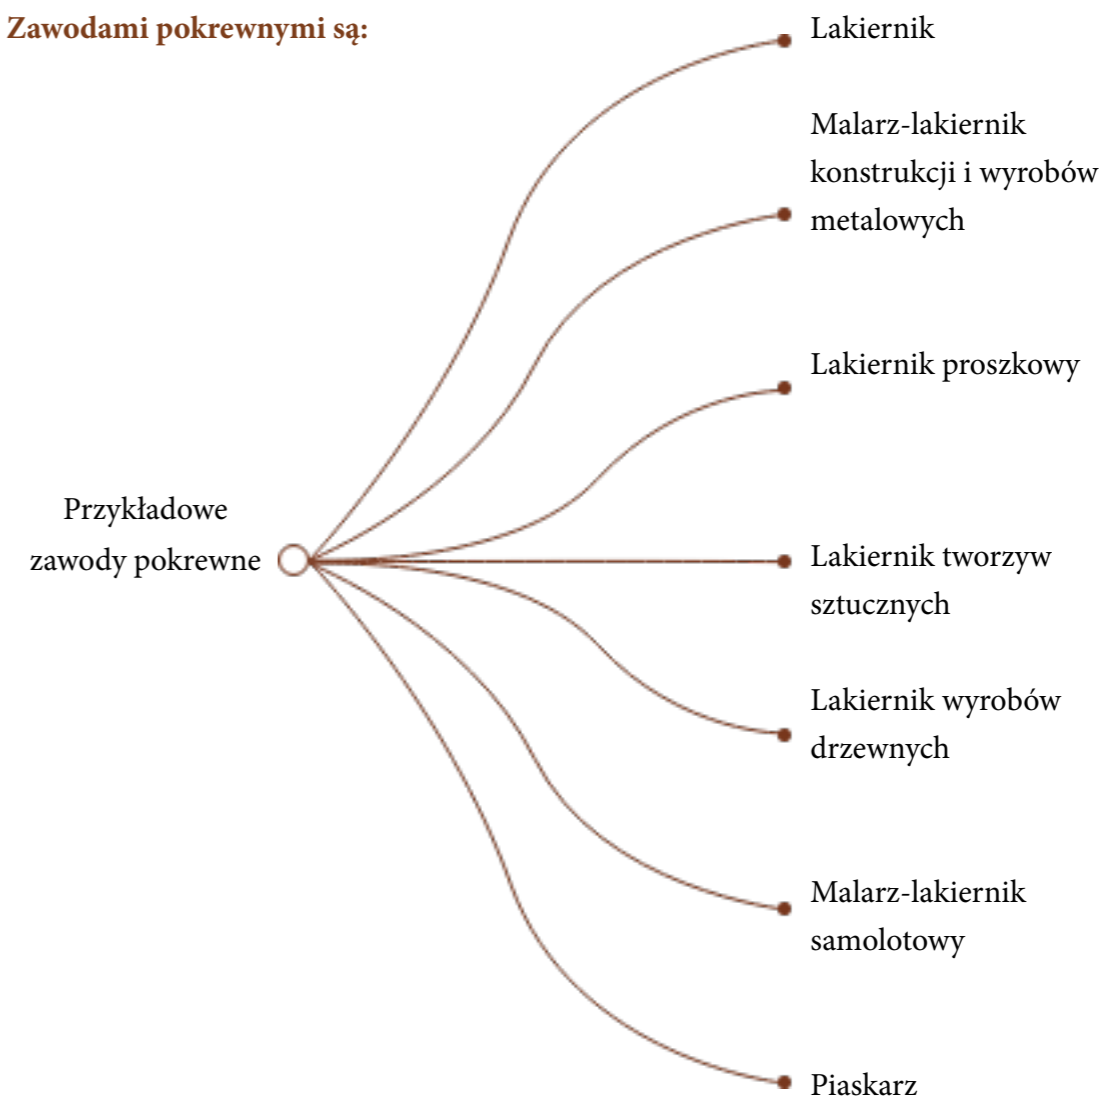 Zawodami pokrewnymi są:
Przykładowe
zawody pokrewne
Lakiernik
Malarz-lakiernik
konstrukcji i wyrobów
metalowych
Lakiernik proszkowy
Lakiernik tworzyw
sztucznych
Lakiernik wyrobów
drzewnych
Malarz-lakiernik
samolotowy
Piaskarz